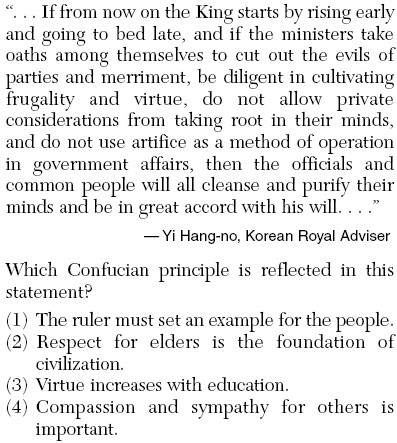 “. . . If from now on the King starts by rising early
and going to bed late, and if the ministers take
oaths among themselves to cut out the evils of
parties and merriment, be diligent in cultivating
frugality and virtue, do not allow private
considerations from taking root in their minds,
and do not use artifice as a method of operation
in government affairs, then the officials and
common people will all cleanse and purify their
minds and be in great accord with his will. . . .”
— Yi Hang-no, Korean Royal Adviser
Which Confucian principle is reflected in this
statement?
(1) The ruler must set an example for the people.
(2) Respect for elders is the foundation of
civilization.
(3) Virtue increases with education.
(4) Compassion and sympathy for others is
important.